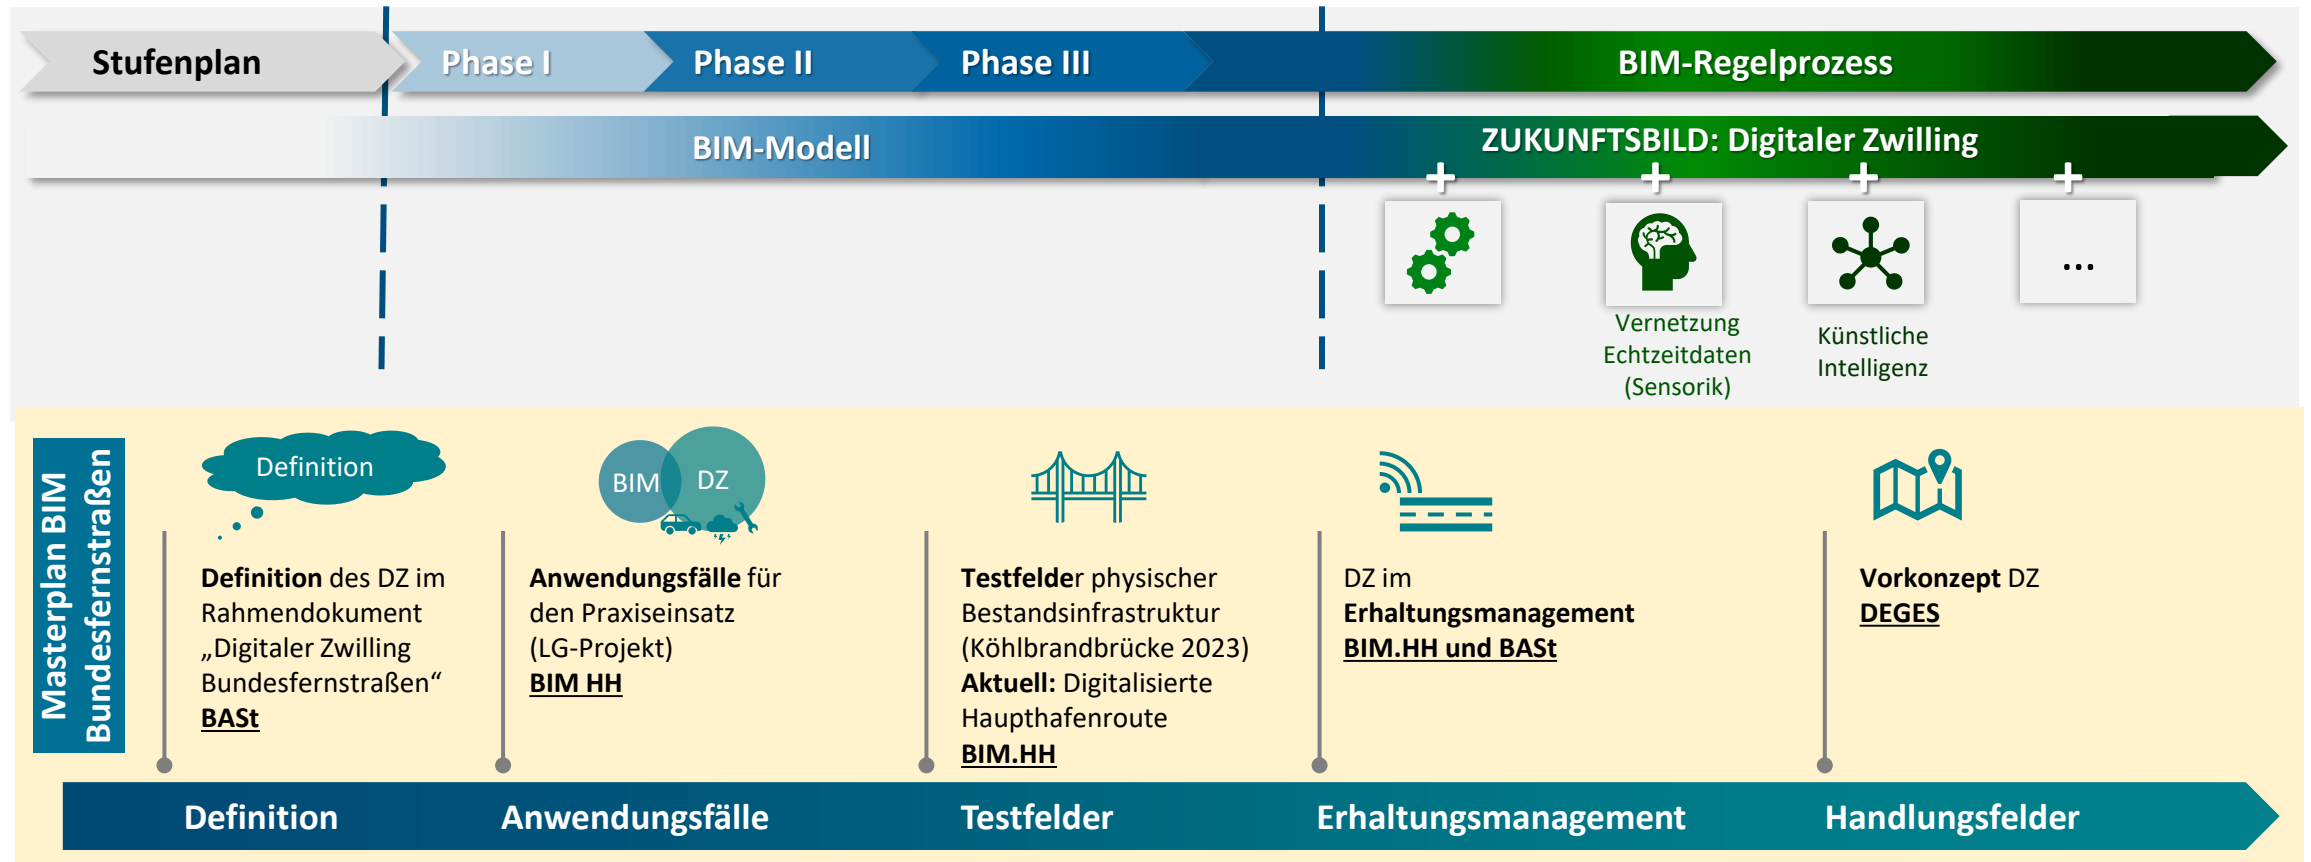 Stufenplan
Phase I
Phase II
Phase III
BIM-Regelprozess
BIM-Modell
ZUKUNFTSBILD: Digitaler Zwilling
+ + + +
...
Vernetzung
Echtzeitdaten
(Sensorik)
Künstliche
Intelligenz
Masterplan BIM
Bundesfernstraßen
Definition
Definition des DZ im
Rahmendokument
„Digitaler Zwilling
Bundesfernstraßen“
BASt
BIM
DZ
Anwendungsfälle für
den Praxiseinsatz
(LG-Projekt)
BIM HH
Testfelder physischer
Bestandsinfrastruktur
(Köhlbrandbrücke 2023)
Aktuell: Digitalisierte
Haupthafenroute
BIM.HH
DZ im
Erhaltungsmanagement
BIM.HH und BASt
Vorkonzept DZ
DEGES
Definition
Anwendungsfälle
Testfelder
Erhaltungsmanagement
Handlungsfelder